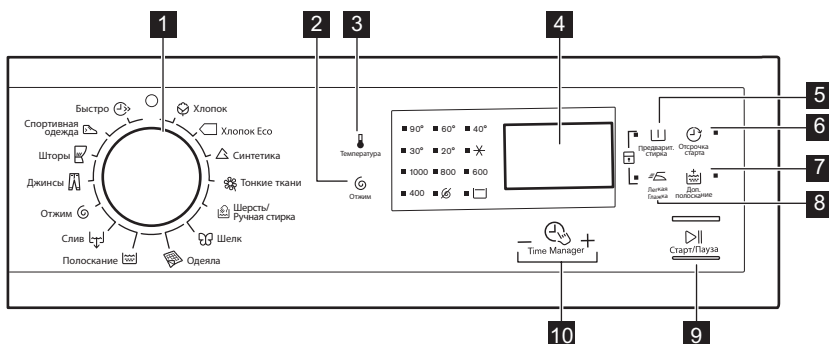 1
2
3
4
5
6
7
8
9
10
Быстро
Спортивная
одежда
Шторы
Джинсы
Отжим
Слив
Полоскание
Хлопок
Хлопок Eco
Синтетика
Тонкие ткани
Шерсть/
Ручная стирка
Шелк
Одеяла
Температура
Отжим
90° 60° 40°
30° 20°
1000 800 600
400
Предварит.
стирка
Отсрочка
старта
Легкая
Глажка
Доп.
полоскание
Time Manager
Старт/Пауза